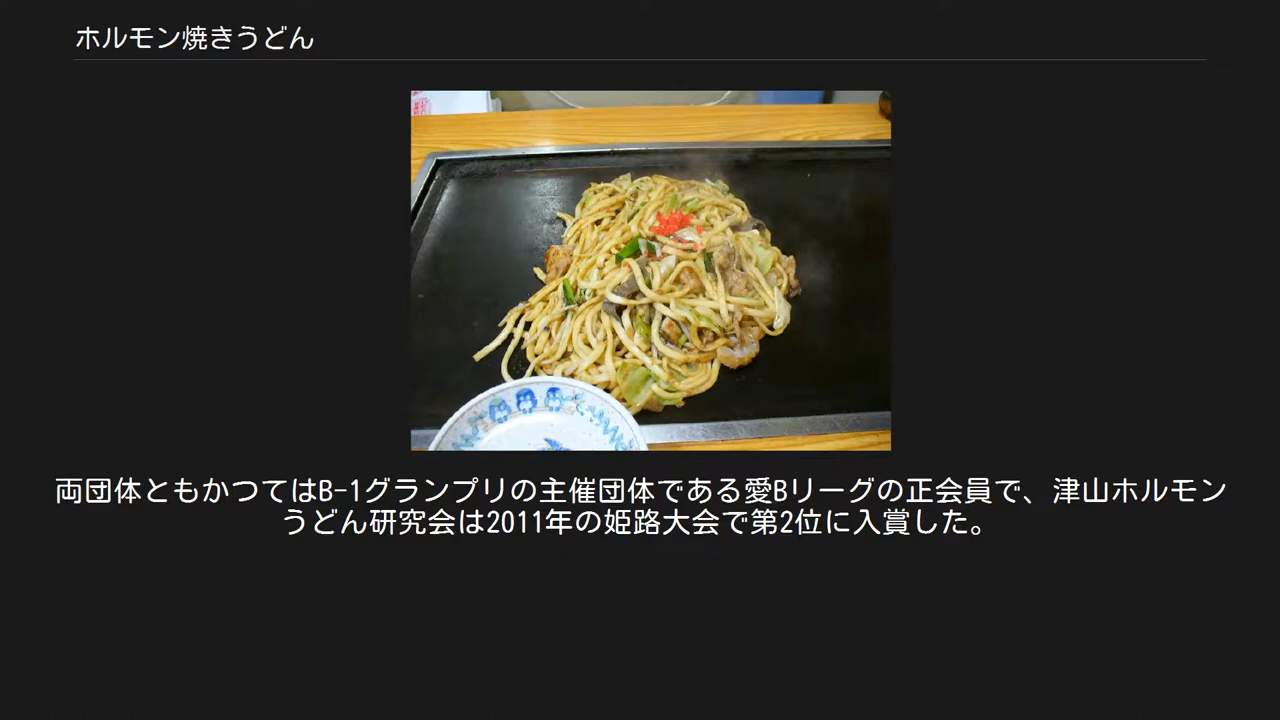 ホルモン焼きうどん
両団体ともかつてはB-1グランプリの主催団体である愛Bリーグの正会員で、津山ホルモン
うどん研究会は2011年の姫路大会で第2位に入賞した。